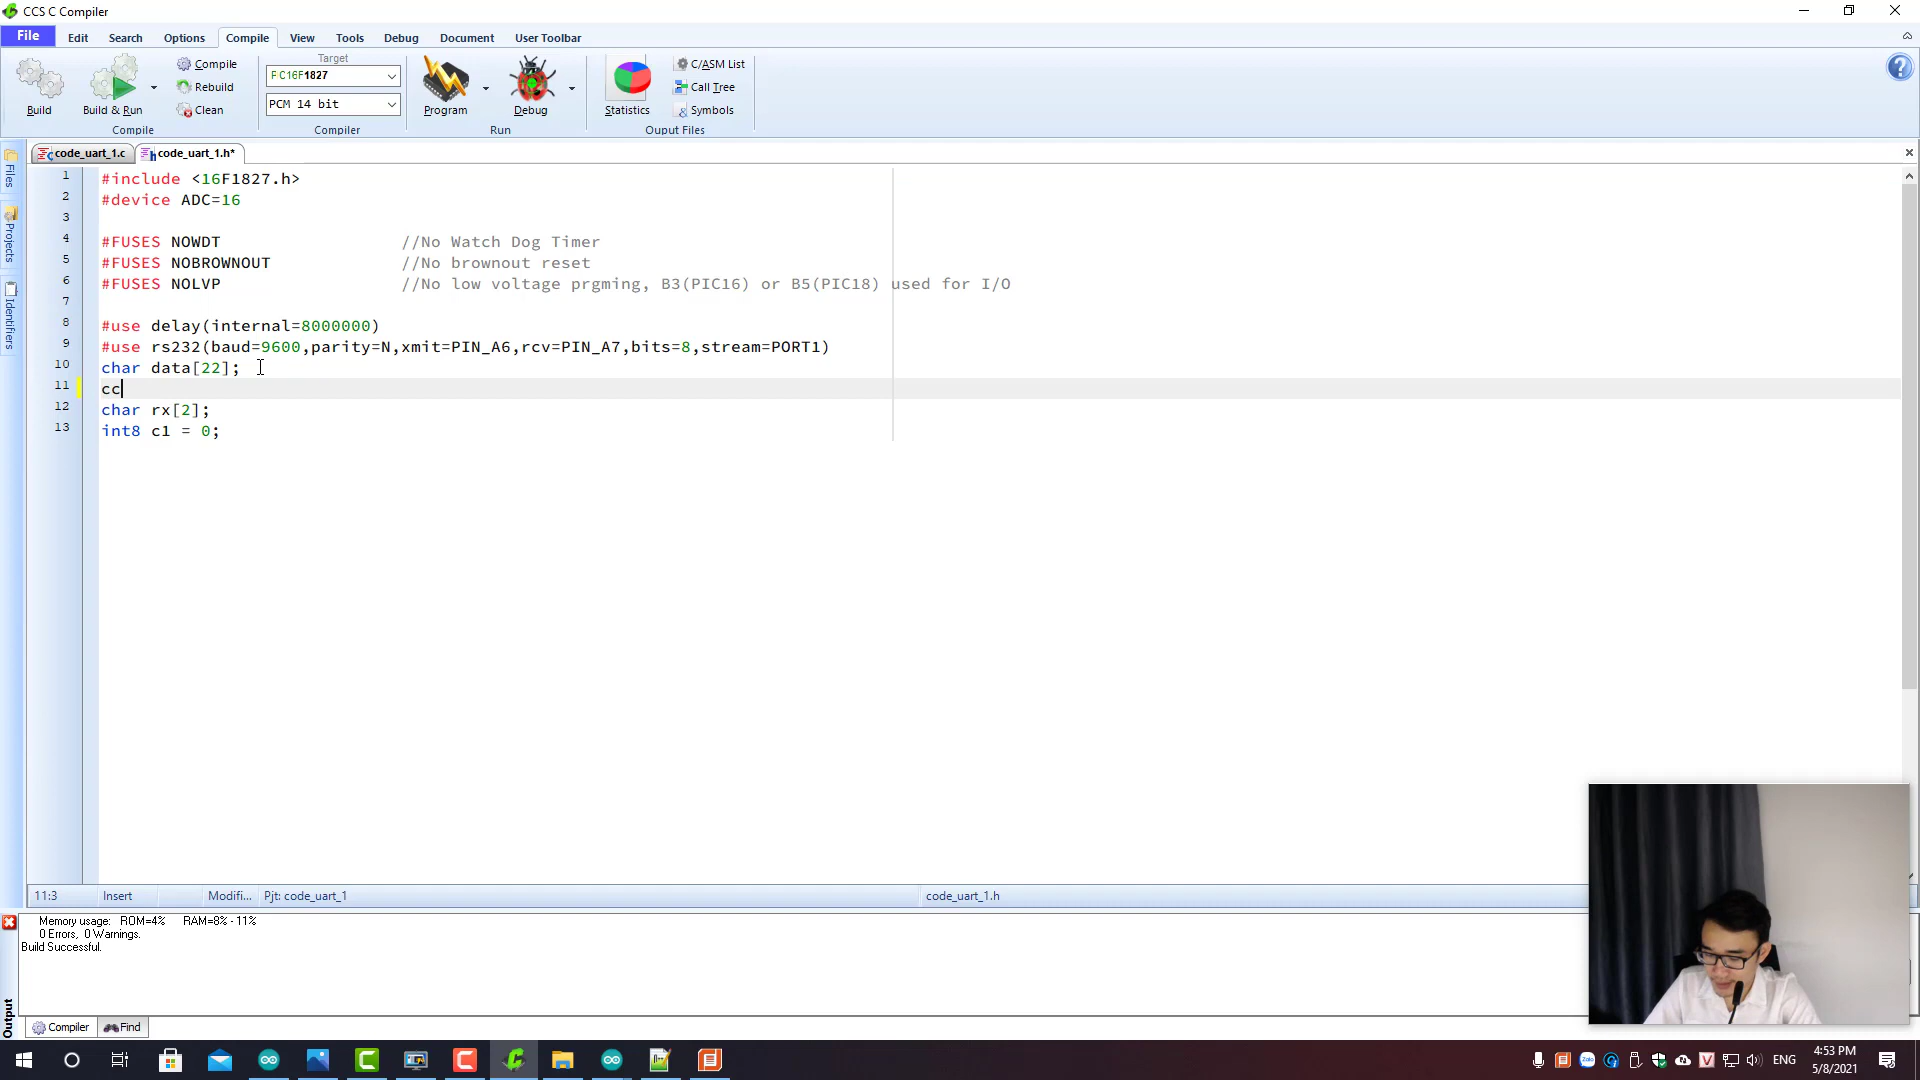 CCS C Compiler
File Edit Search Options Compile View Tools Debug Document User Toolbar
Build
Build & Run
Compile
Rebuild
Clean
Compile
Target
PIC16F1827
PCM 14 bit
Compiler
Program
Debug
Run
Statistics
C/ASM List
Call Tree
Symbols
Ouput Files
Files
Projects
Identifiers
code_uart_1.c
code_uart_1.h*
1 #include <16F1827.h>
2 #device ADC=16
3
4 #FUSES NOWDT //No Watch Dog Timer
5 #FUSES NOBROWNOUT //No brownout reset
6 #FUSES NOLVP //No low voltage prgming, B3(PIC16) or B5(PIC18) used for I/O
7
8 #use delay(internal=8000000)
9 #use rs232(baud=9600,parity=N,xmit=PIN_A6,rcv=PIN_A7,bits=8,stream=PORT1)
10 char data[22];
11 cc
12 char rx[2];
13 int8 c1 = 0;
11:3 Insert Modifi... Pjt: code_uart_1 code_uart_1.h
Memory usage: ROM=4% RAM=8% - 11%
0 Errors, 0 Warnings.
Build Successful.
Output
Compiler Find
ENG
4:53 PM
5/8/2021